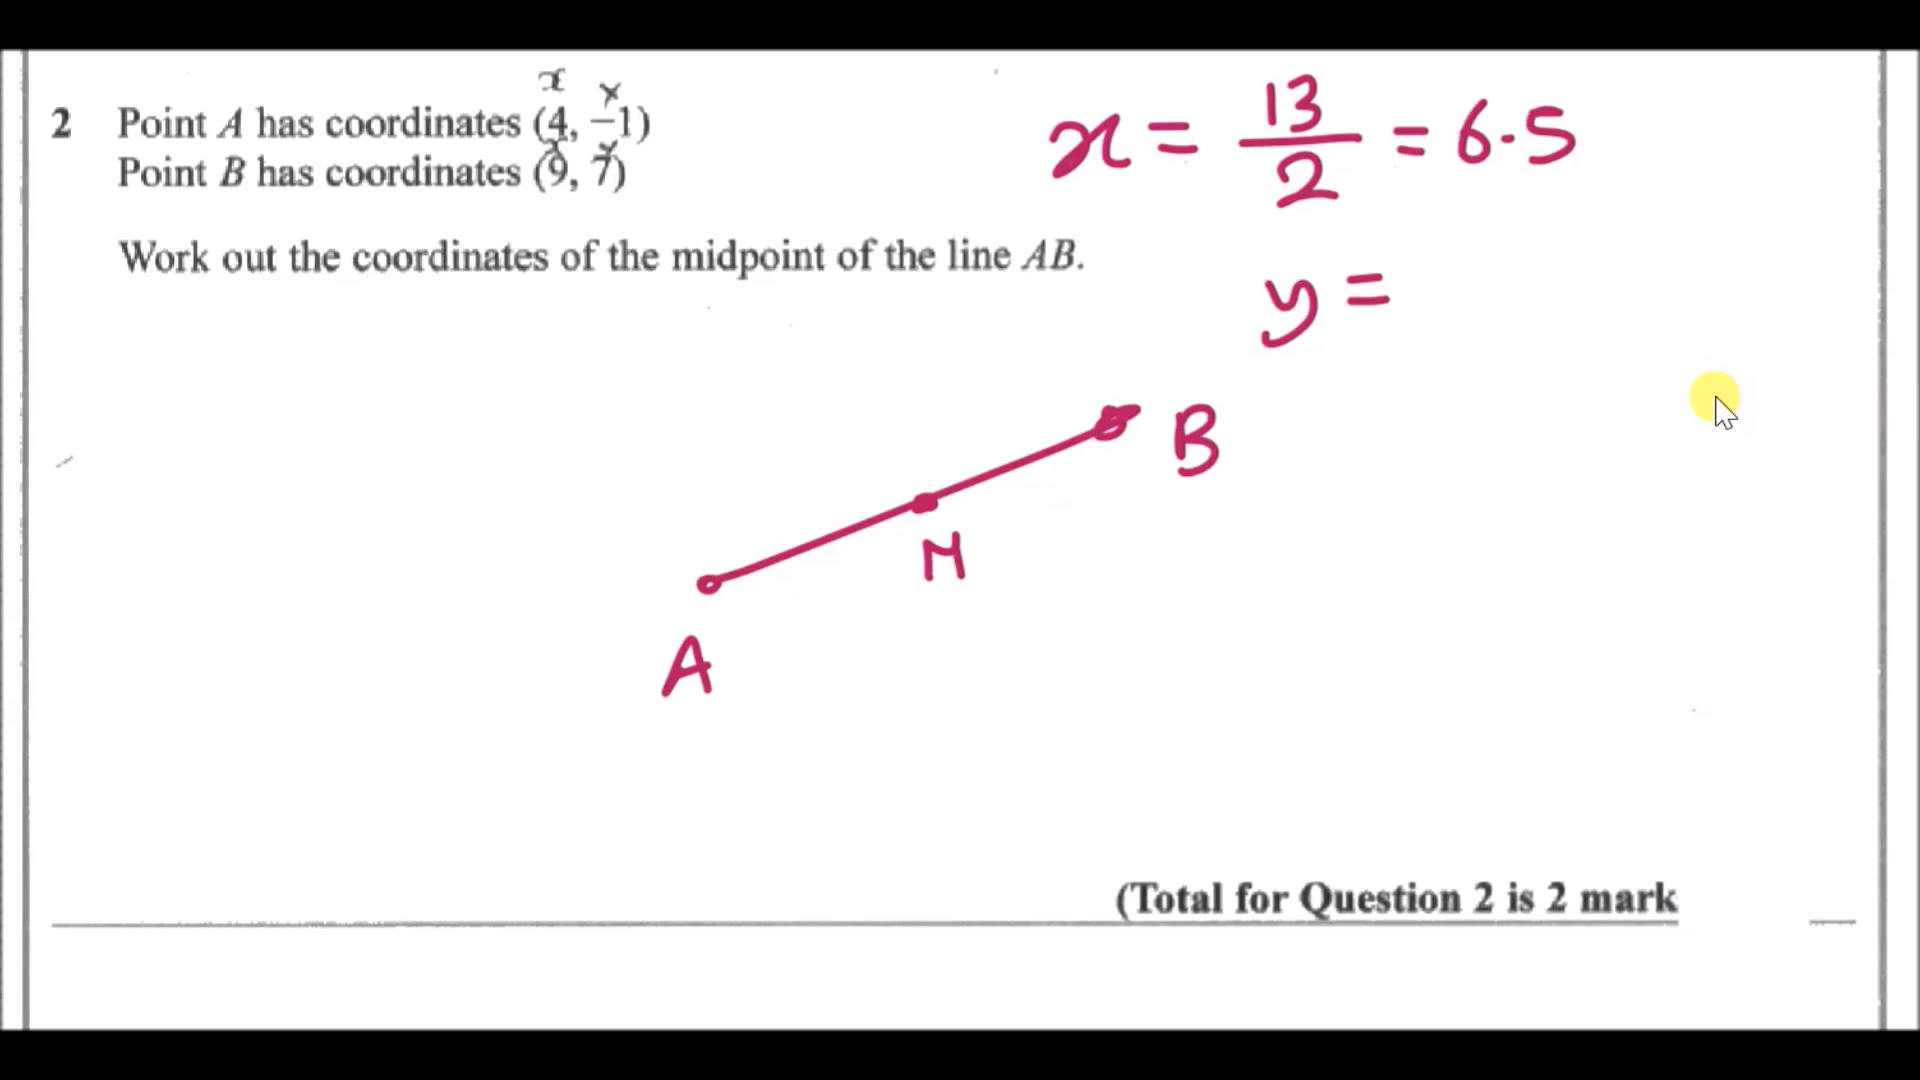 x y
2 Point A has coordinates (4, −1)
x y
Point B has coordinates (9, 7)
Work out the coordinates of the midpoint of the line AB.
x = 13/2 = 6.5
y =
B
M
A
(Total for Question 2 is 2 mark